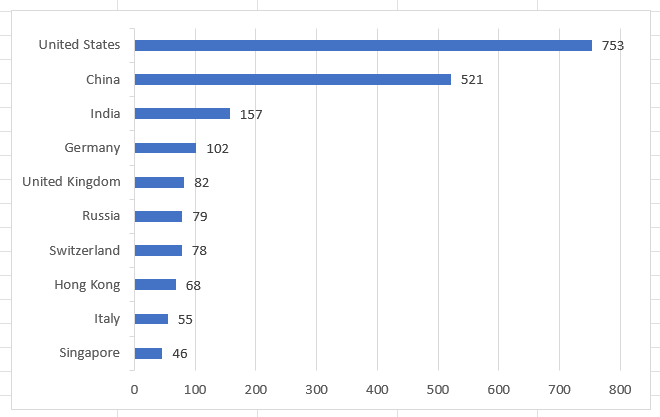 United States 753
China 521
India 157
Germany 102
United Kingdom 82
Russia 79
Switzerland 78
Hong Kong 68
Italy 55
Singapore 46
0 100 200 300 400 500 600 700 800